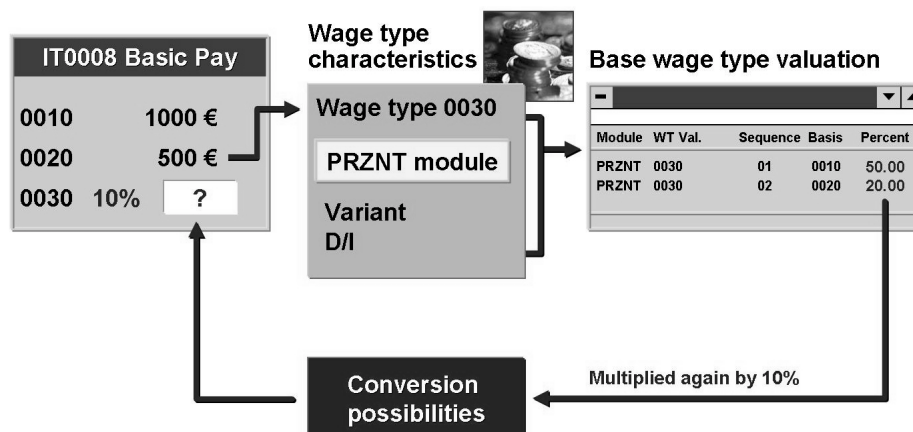 IT0008 Basic Pay
0010 1000 €
0020 500 €
0030 10% ?
Wage type
characteristics
Wage type 0030
PRZNT module
Variant
D/I
Base wage type valuation
Module WT Val. Sequence Basis Percent
PRZNT 0030 01 0010 50.00
PRZNT 0030 02 0020 20.00
Multiplied again by 10%
Conversion
possibilities